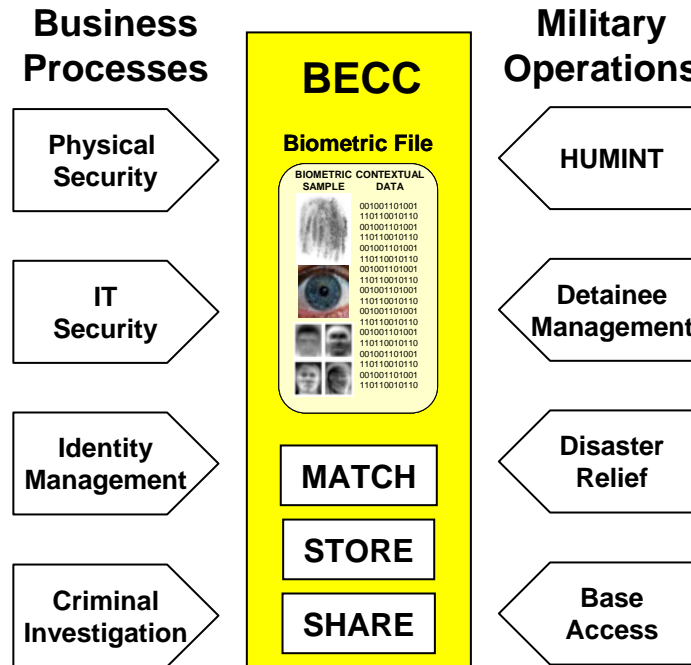 Business
Processes
Physical
Security
IT
Security
Identity
Management
Criminal
Investigation
BECC
Biometric File
BIOMETRIC CONTEXTUAL
SAMPLE DATA
001001101001
110110010110
001001101001
110110010110
001001101001
110110010110
001001101001
110110010110
001001101001
110110010110
001001101001
110110010110
001001101001
110110010110
001001101001
110110010110
001001101001
110110010110
MATCH
STORE
SHARE
Military
Operations
HUMINT
Detainee
Management
Disaster
Relief
Base
Access